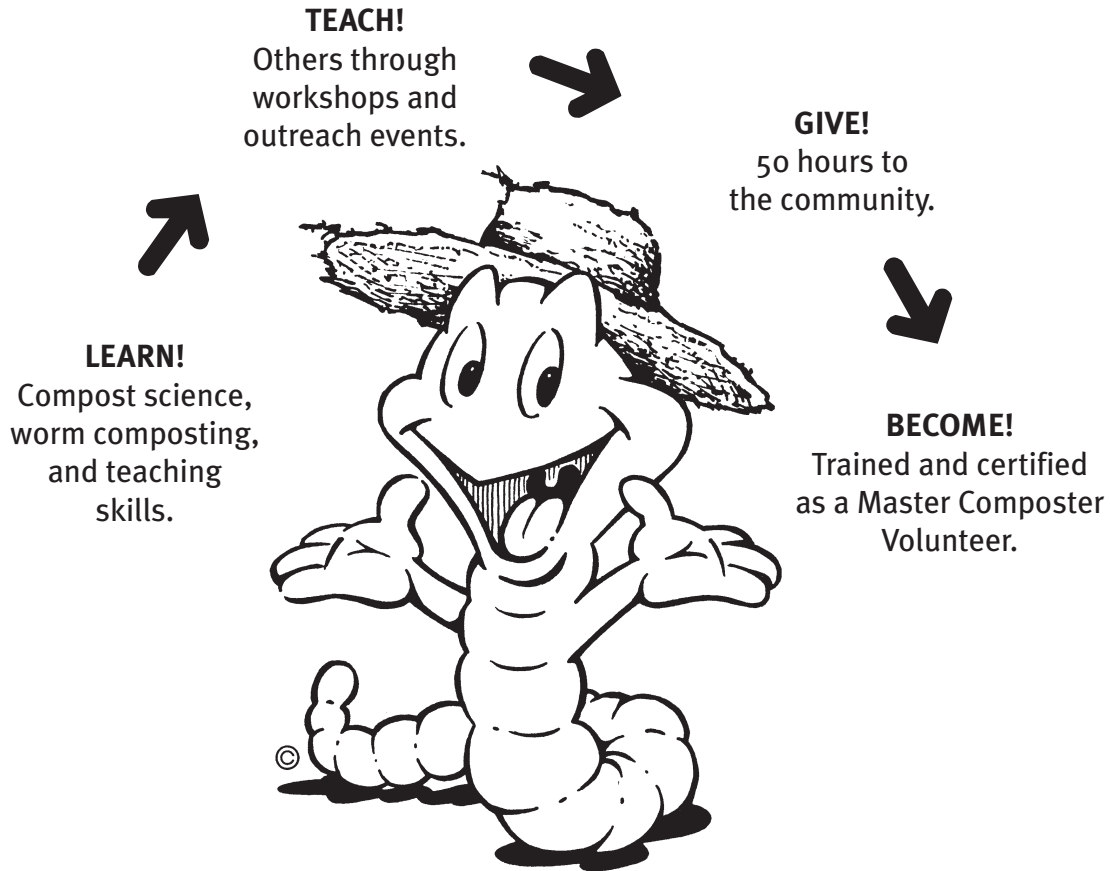 TEACH!
Others through
workshops and
outreach events.
GIVE!
50 hours to
the community.
LEARN!
Compost science,
worm composting,
and teaching
skills.
BECOME!
Trained and certified
as a Master Composter
Volunteer.
©